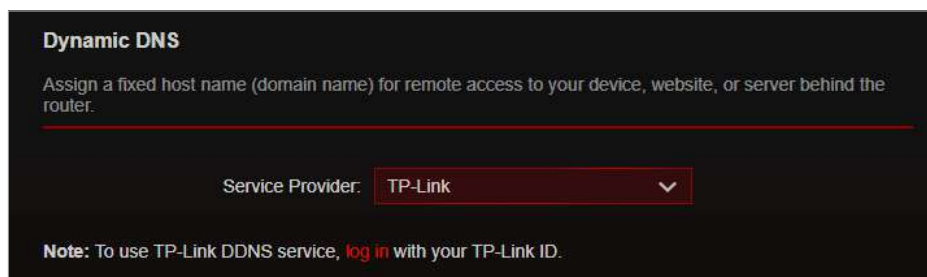 Dynamic DNS
Assign a fixed host name (domain name) for remote access to your device, website, or server behind the
router.
Service Provider: TP-Link
Note: To use TP-Link DDNS service, log in with your TP-Link ID.